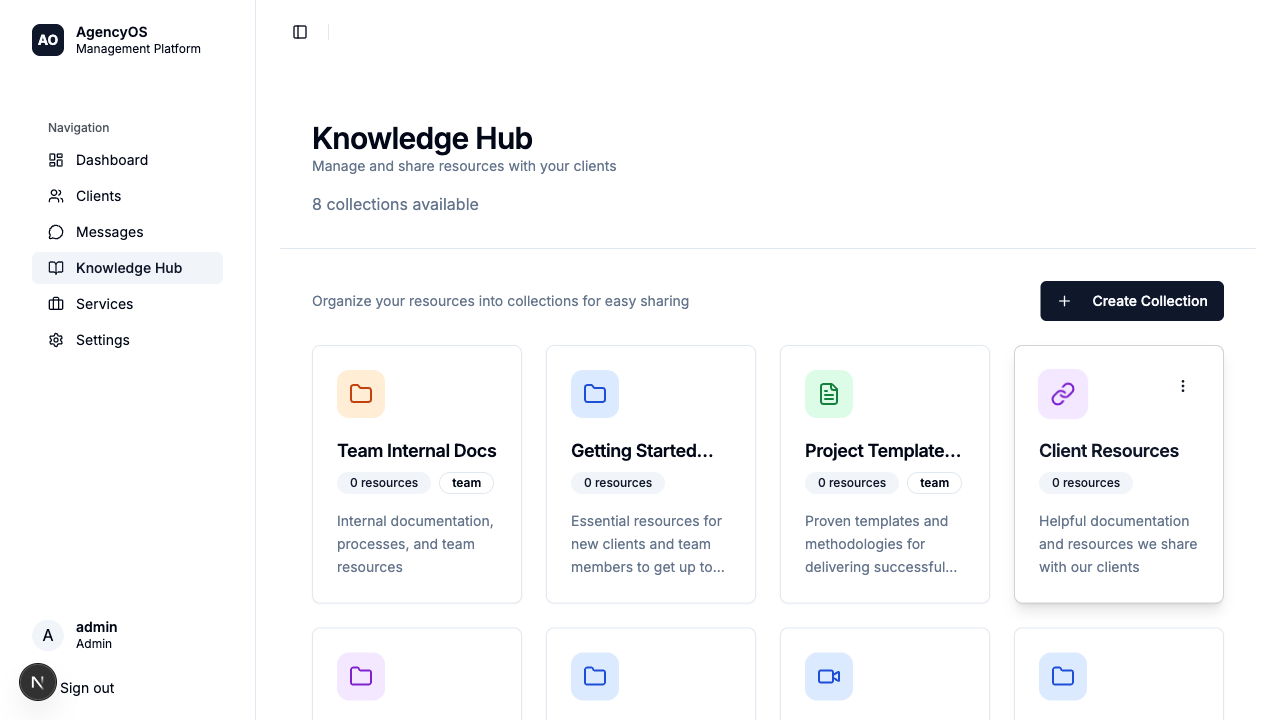 AO
AgencyOS
Management Platform
Navigation
Dashboard
Clients
Messages
Knowledge Hub
Services
Settings
A
admin
Admin
N
Sign out
Knowledge Hub
Manage and share resources with your clients
8 collections available
Organize your resources into collections for easy sharing
Create Collection
Team Internal Docs
0 resources
team
Internal documentation,
processes, and team
resources
Getting Started...
0 resources
Essential resources for
new clients and team
members to get up to...
Project Template...
0 resources
team
Proven templates and
methodologies for
delivering successful...
Client Resources
0 resources
Helpful documentation
and resources we share
with our clients